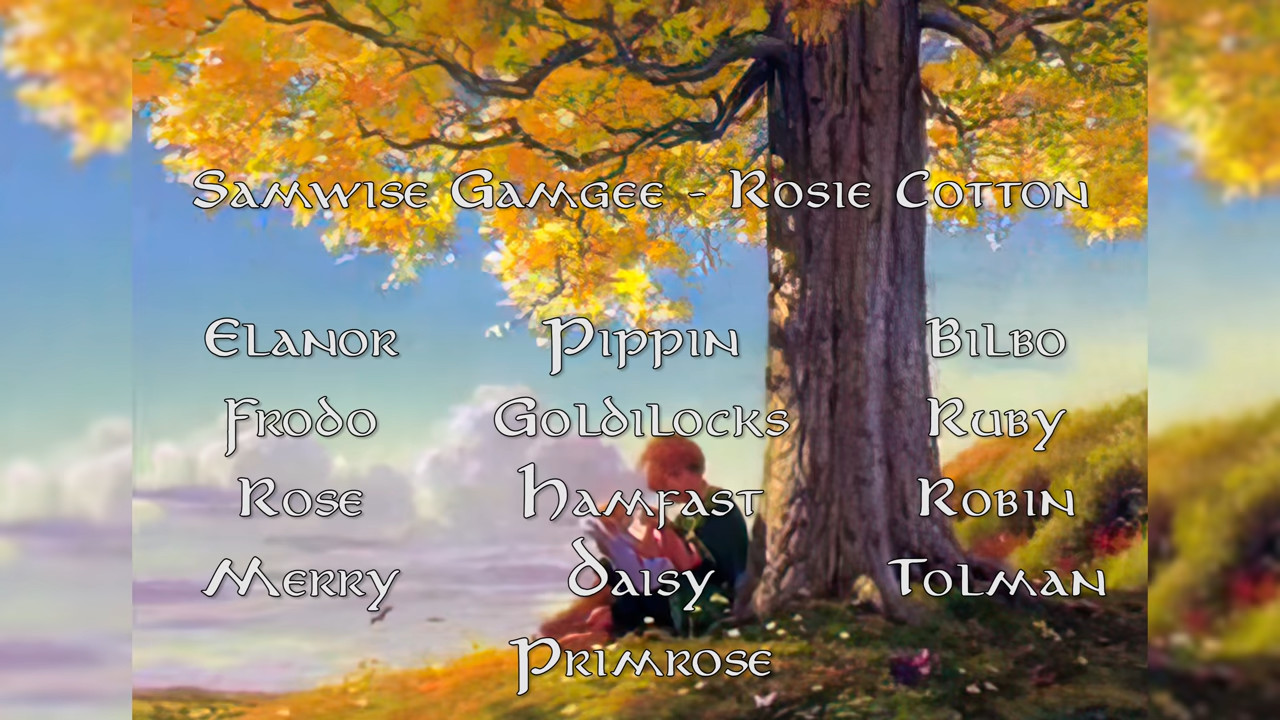 Samwise Gamgee - Rosie Cotton
Elanor
Frodo
Rose
Merry
Pippin
Goldilocks
Hamfast
Daisy
Primrose
Bilbo
Ruby
Robin
Tolman